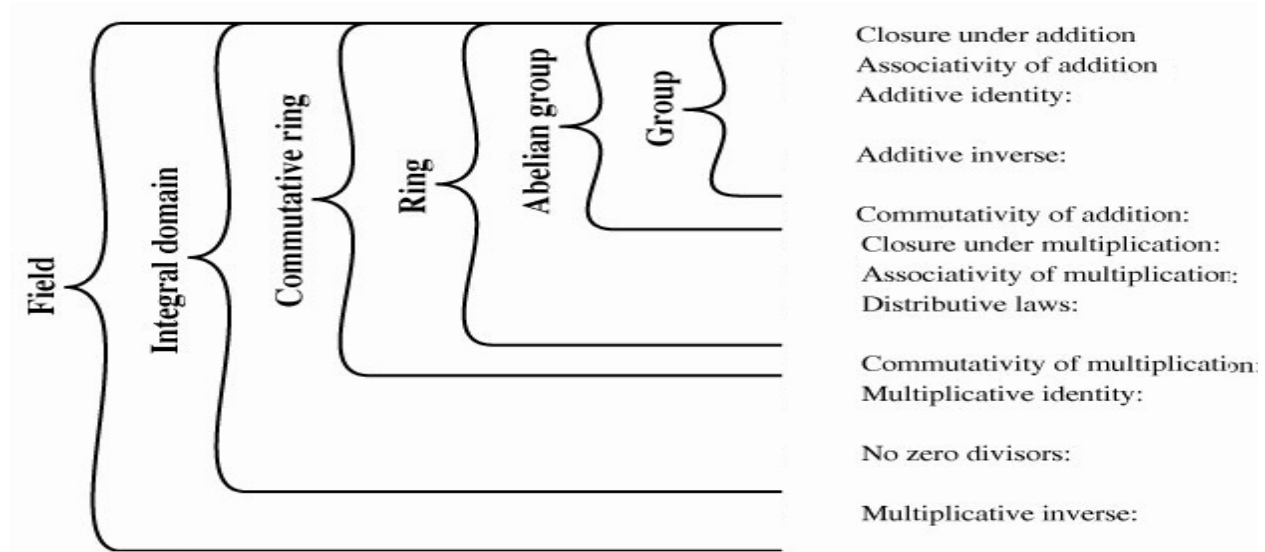 Field
Integral domain
Commutative ring
Ring
Abelian group
Group
Closure under addition
Associativity of addition
Additive identity:
Additive inverse:
Commutativity of addition:
Closure under multiplication:
Associativity of multiplication:
Distributive laws:
Commutativity of multiplication:
Multiplicative identity:
No zero divisors:
Multiplicative inverse: